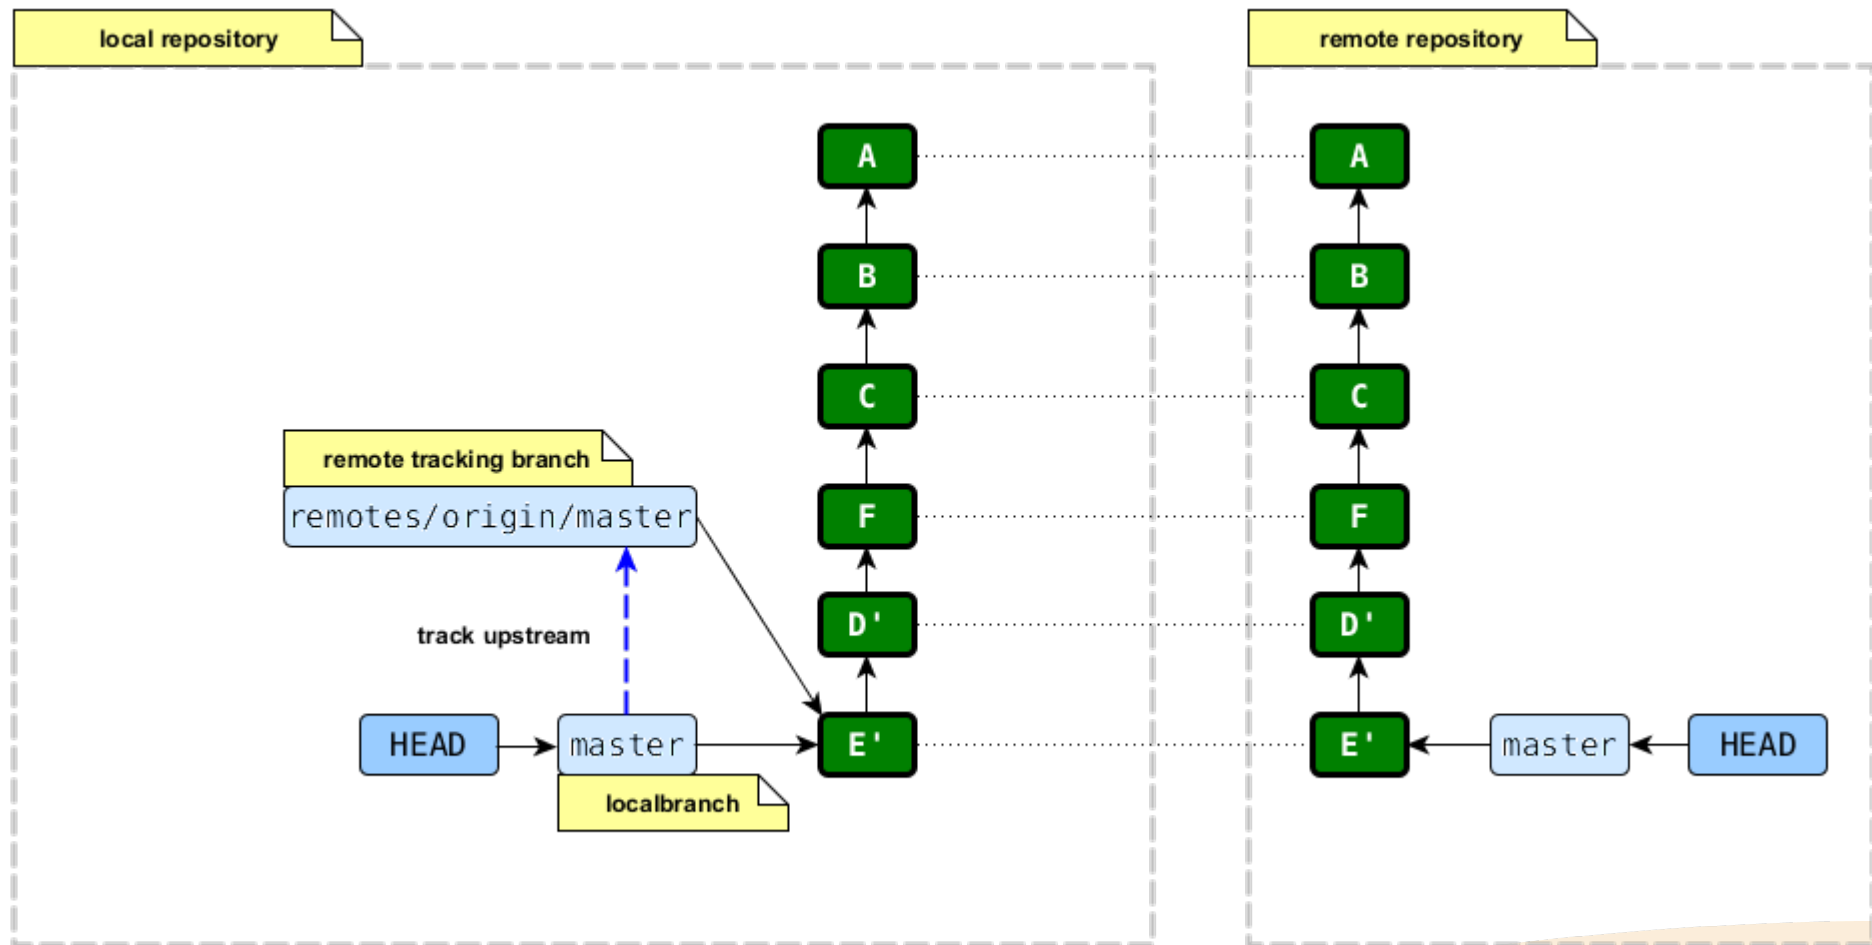 local repository
remote repository
A
A
B
B
C
C
remote tracking branch
remotes/origin/master
F
F
track upstream
D'
D'
HEAD
master
E'
E'
master
HEAD
localbranch